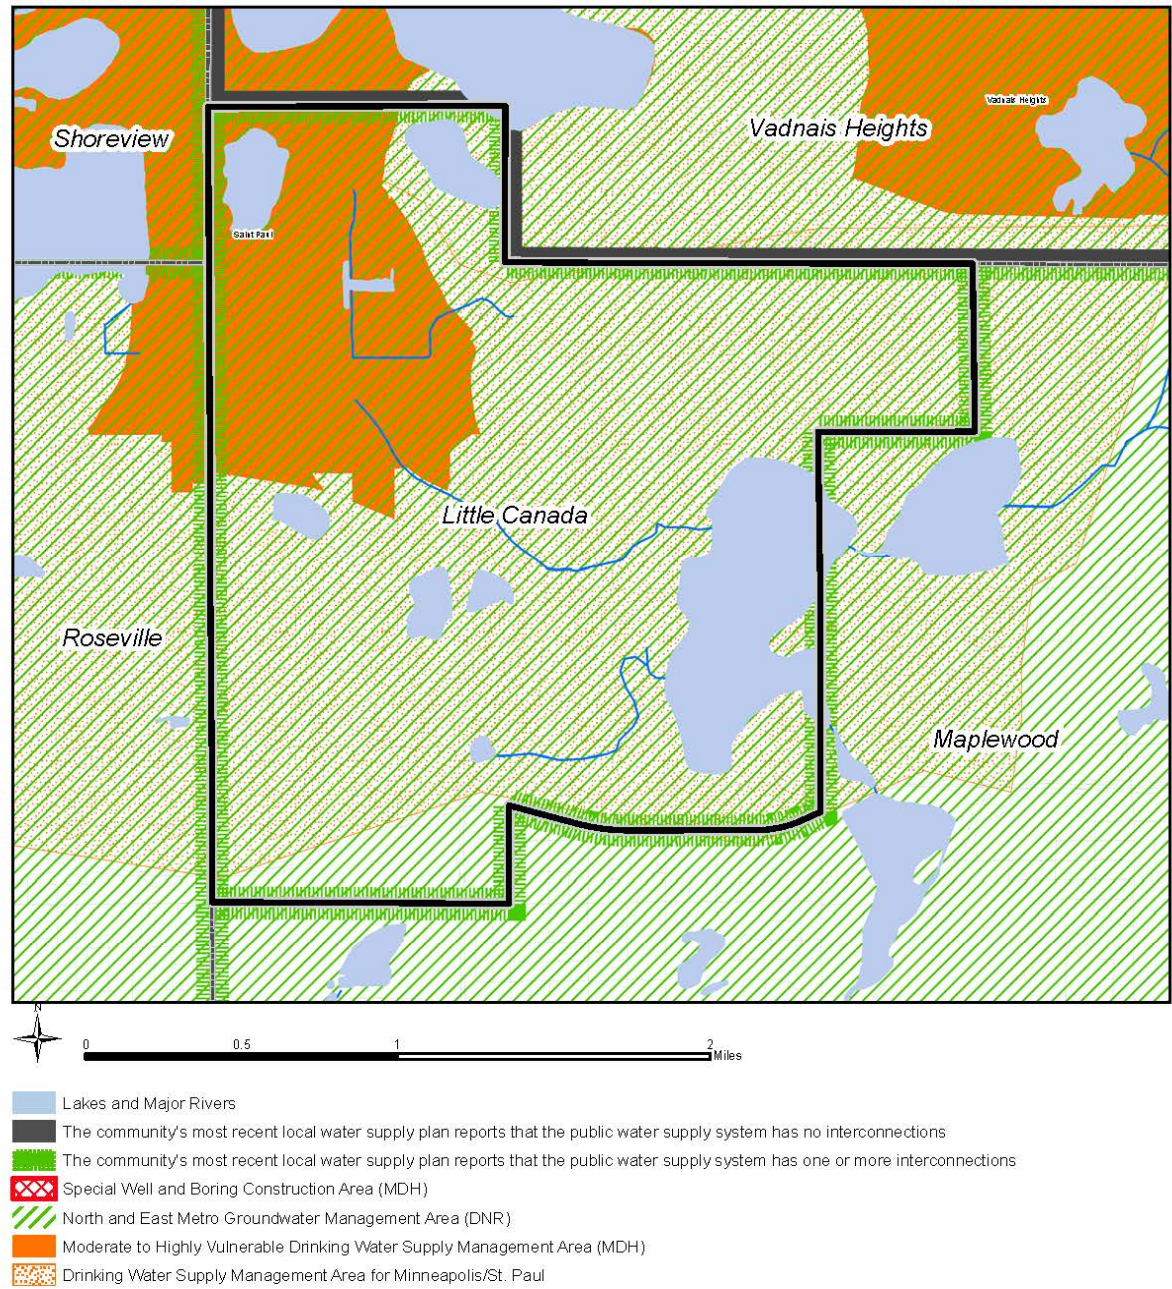 Vadnais Heights
Shoreview
Vadnais Heights
Saint Paul
Little Canada
Roseville
Maplewood
N
0 0.5 1 2
Miles
Lakes and Major Rivers
The community's most recent local water supply plan reports that the public water supply system has no interconnections
The community's most recent local water supply plan reports that the public water supply system has one or more interconnections
Special Well and Boring Construction Area (MDH)
North and East Metro Groundwater Management Area (DNR)
Moderate to Highly Vulnerable Drinking Water Supply Management Area (MDH)
Drinking Water Supply Management Area for Minneapolis/St. Paul